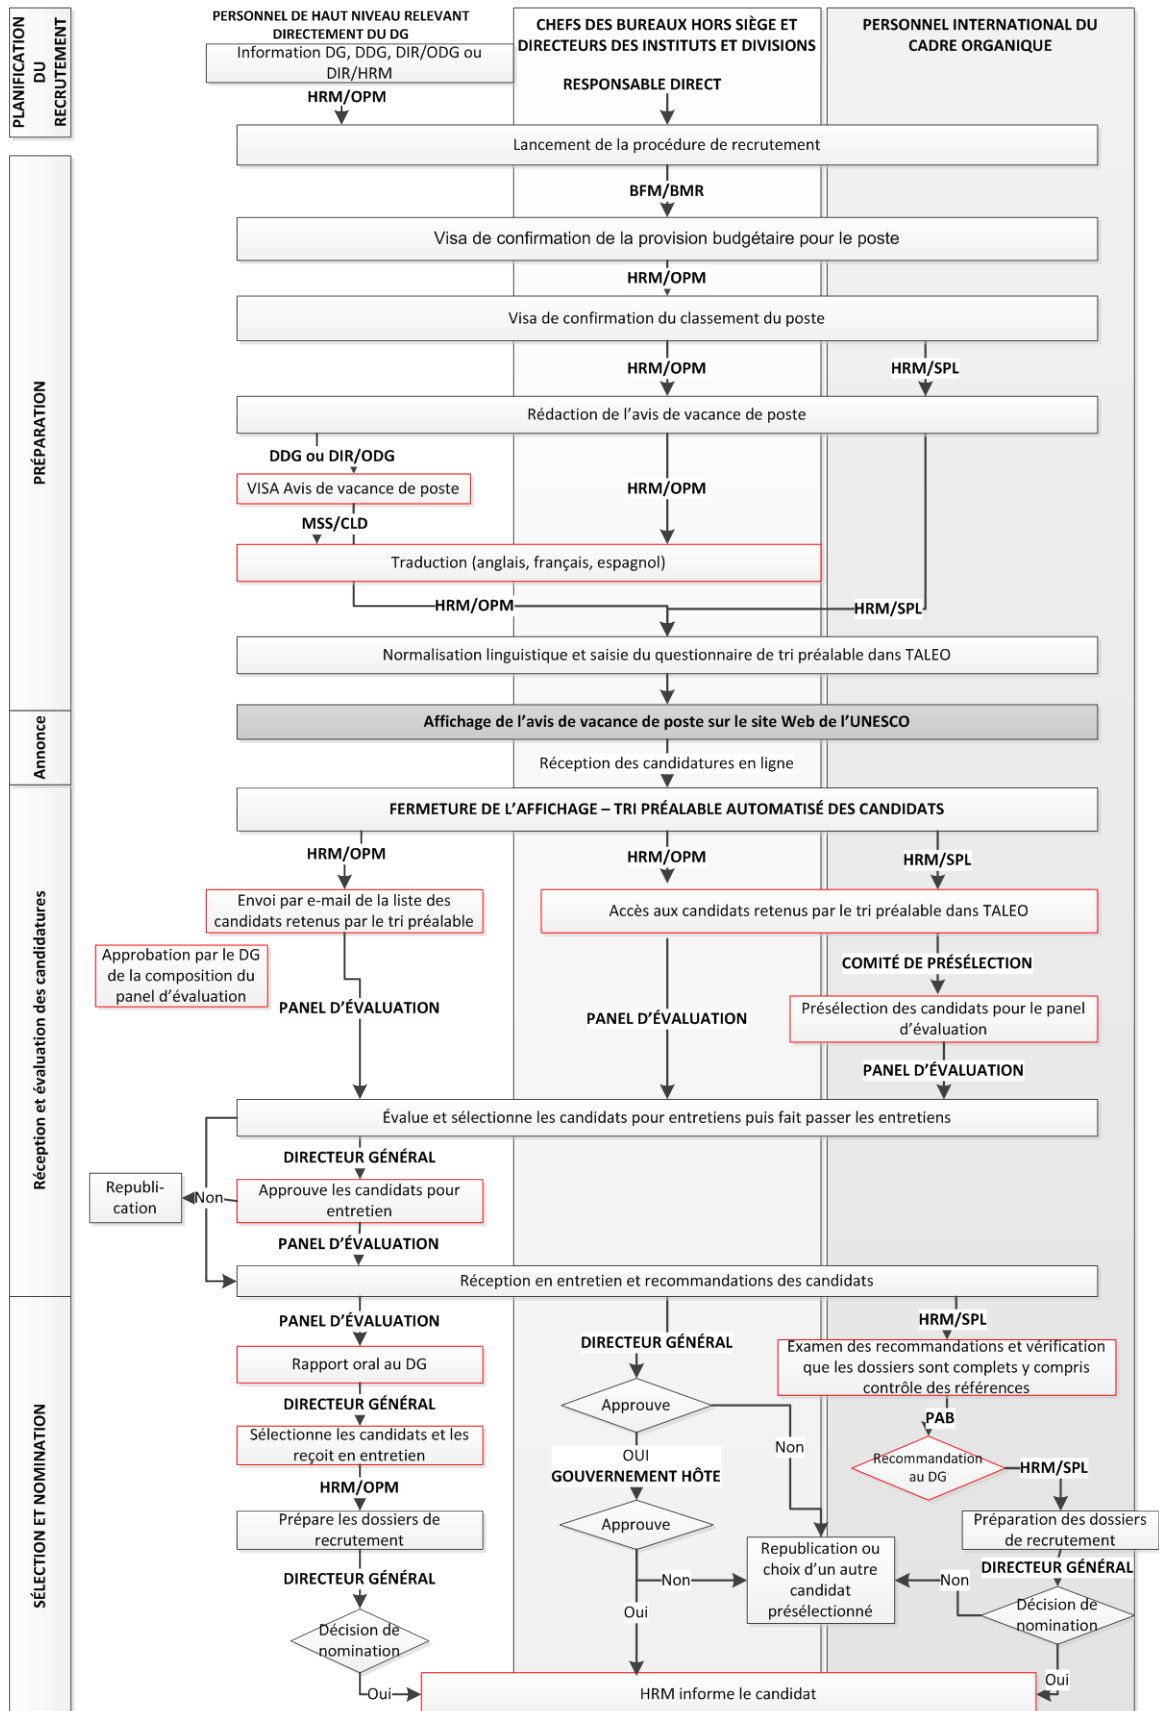 PERSONNEL DE HAUT NIVEAU RELEVANT
DIRECTEMENT DU DG
CHEFS DES BUREAUX HORS SIÈGE ET
DIRECTEURS DES INSTITUTS ET DIVISIONS
PERSONNEL INTERNATIONAL DU
CADRE ORGANIQUE
PLANIFICATION
DU
RECRUTEMENT
Information DG, DDG, DIR/ODG ou
DIR/HRM
HRM/OPM
RESPONSABLE DIRECT
Lancement de la procédure de recrutement
PRÉPARATION
BFM/BMR
Visa de confirmation de la provision budgétaire pour le poste
HRM/OPM
Visa de confirmation du classement du poste
HRM/OPM
HRM/SPL
Rédaction de l'avis de vacance de poste
DDG ou DIR/ODG
VISA Avis de vacance de poste
HRM/OPM
MSS/CLD
Traduction (anglais, français, espagnol)
HRM/OPM
HRM/SPL
Normalisation linguistique et saisie du questionnaire de tri préalable dans TALEO
Annonce
Affichage de l'avis de vacance de poste sur le site Web de l'UNESCO
Réception des candidatures en ligne
Réception et évaluation des candidatures
FERMETURE DE L'AFFICHAGE – TRI PRÉALABLE AUTOMATISÉ DES CANDIDATS
HRM/OPM
HRM/OPM
HRM/SPL
Envoi par e-mail de la liste des
candidats retenus par le tri préalable
Accès aux candidats retenus par le tri préalable dans TALEO
Approbation par le DG
de la composition du
panel d'évaluation
COMITÉ DE PRÉSÉLECTION
PANEL D'ÉVALUATION
PANEL D'ÉVALUATION
Présélection des candidats pour le panel
d'évaluation
PANEL D'ÉVALUATION
Évalue et sélectionne les candidats pour entretiens puis fait passer les entretiens
DIRECTEUR GÉNÉRAL
Republi-
cation
Non
Approuve les candidats pour
entretien
PANEL D'ÉVALUATION
Réception en entretien et recommandations des candidats
SÉLECTION ET NOMINATION
PANEL D'ÉVALUATION
DIRECTEUR GÉNÉRAL
HRM/SPL
Rapport oral au DG
Examen des recommandations et vérification
que les dossiers sont complets y compris
contrôle des références
DIRECTEUR GÉNÉRAL
Approuve
PAB
Sélectionne les candidats et les
reçoit en entretien
OUI
Non
Recommandation
au DG
GOUVERNEMENT HÔTE
HRM/SPL
HRM/OPM
Prépare les dossiers de
recrutement
Approuve
Préparation des dossiers
de recrutement
Republication ou
choix d'un autre
candidat
présélectionné
DIRECTEUR GÉNÉRAL
DIRECTEUR GÉNÉRAL
Non
Non
Décision de
nomination
Oui
Décision de
nomination
Oui
HRM informe le candidat
Oui